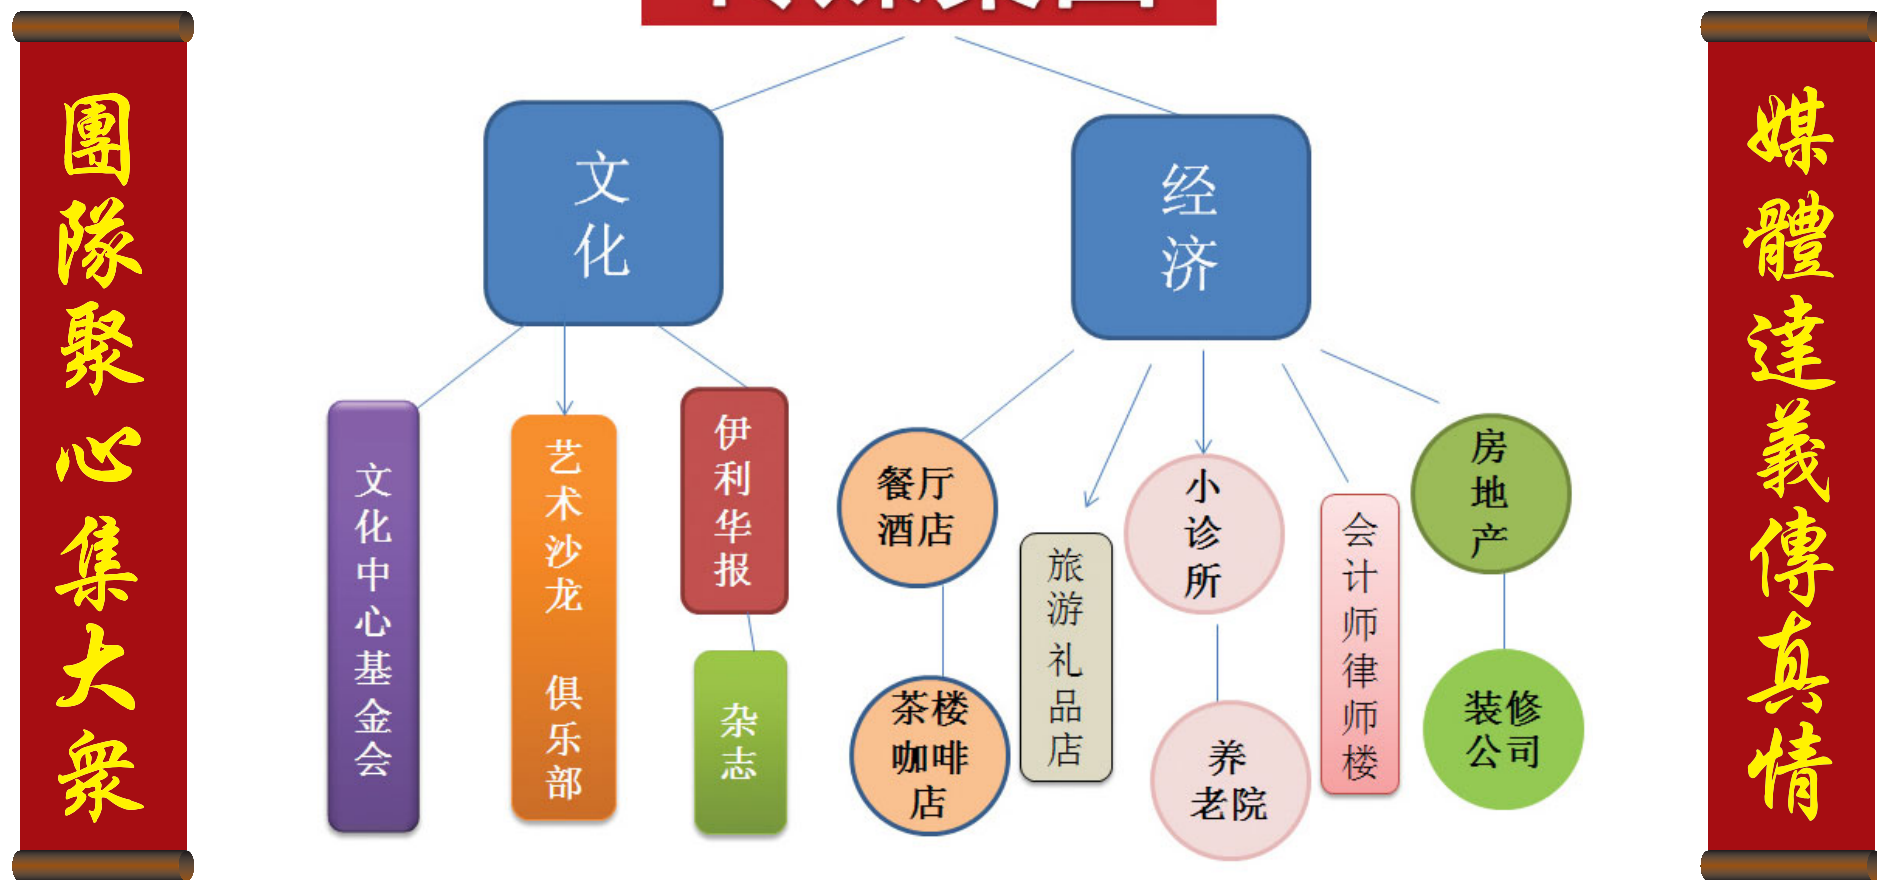 團隊聚心集大衆
文化
经济
文化中心基金会
艺术沙龙 俱乐部
伊利华报
杂志
餐厅
酒店
茶楼
咖啡
店
旅游礼品店
小诊所
养
老院
会计师律师楼
房地产
装修
公司
媒體達義傳真情